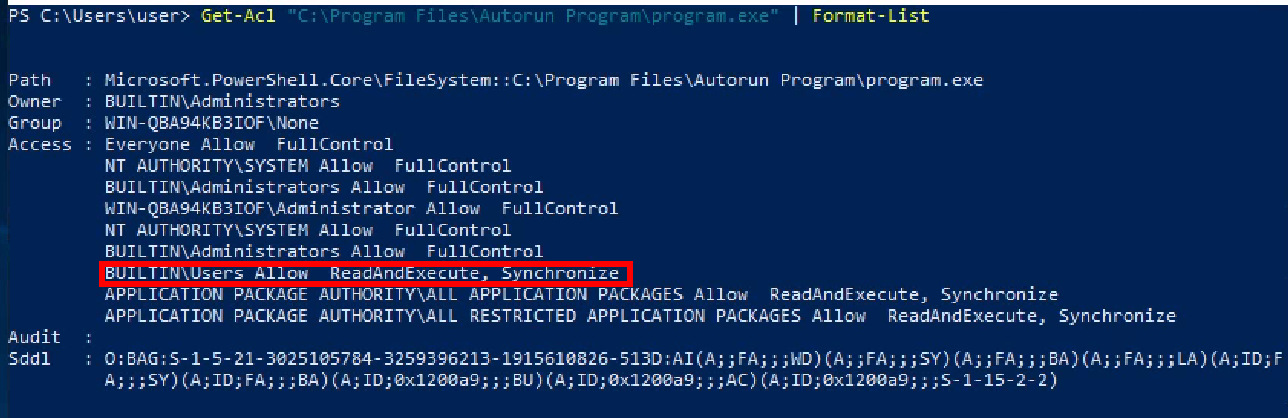 PS C:\Users\user> Get-Acl "C:\Program Files\Autorun Program\program.exe" | Format-List
Path   : Microsoft.PowerShell.Core\FileSystem::C:\Program Files\Autorun Program\program.exe
Owner  : BUILTIN\Administrators
Group  : WIN-QBA94KB3IOF\None
Access : Everyone Allow  FullControl
         NT AUTHORITY\SYSTEM Allow  FullControl
         BUILTIN\Administrators Allow  FullControl
         WIN-QBA94KB3IOF\Administrator Allow  FullControl
         NT AUTHORITY\SYSTEM Allow  FullControl
         BUILTIN\Administrators Allow  FullControl
         BUILTIN\Users Allow  ReadAndExecute, Synchronize
         APPLICATION PACKAGE AUTHORITY\ALL APPLICATION PACKAGES Allow  ReadAndExecute, Synchronize
         APPLICATION PACKAGE AUTHORITY\ALL RESTRICTED APPLICATION PACKAGES Allow  ReadAndExecute, Synchronize
Audit  :
Sddl   : O:BAG:S-1-5-21-3025105784-3259396213-1915610826-513D:AI(A;;FA;;;WD)(A;;FA;;;SY)(A;;FA;;;BA)(A;;FA;;;LA)(A;ID;F
         A;;;SY)(A;ID;FA;;;BA)(A;ID;0x1200a9;;;BU)(A;ID;0x1200a9;;;AC)(A;ID;0x1200a9;;;S-1-15-2-2)